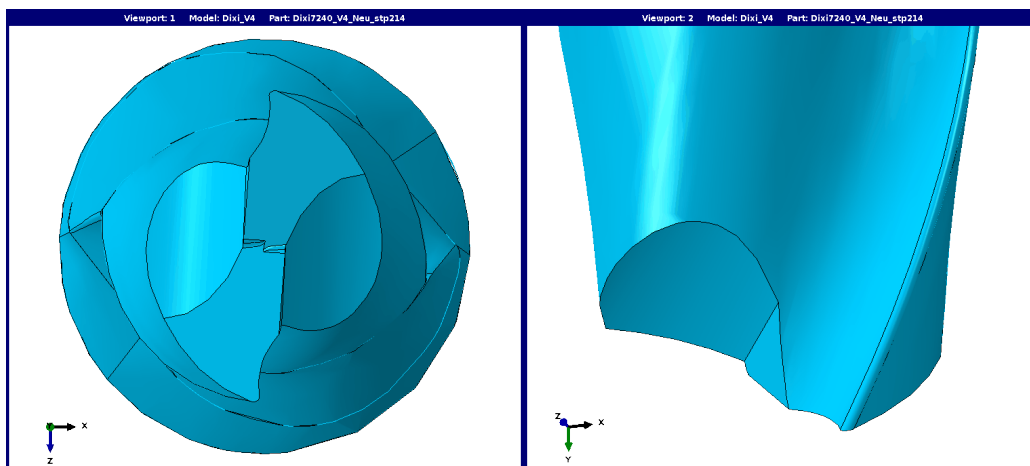 Viewport: 1 Model: Dixi_V4 Part: Dixi7240_V4_Neu_stp214
Viewport: 2 Model: Dixi_V4 Part: Dixi7240_V4_Neu_stp214
X
Z
Z
X
Y